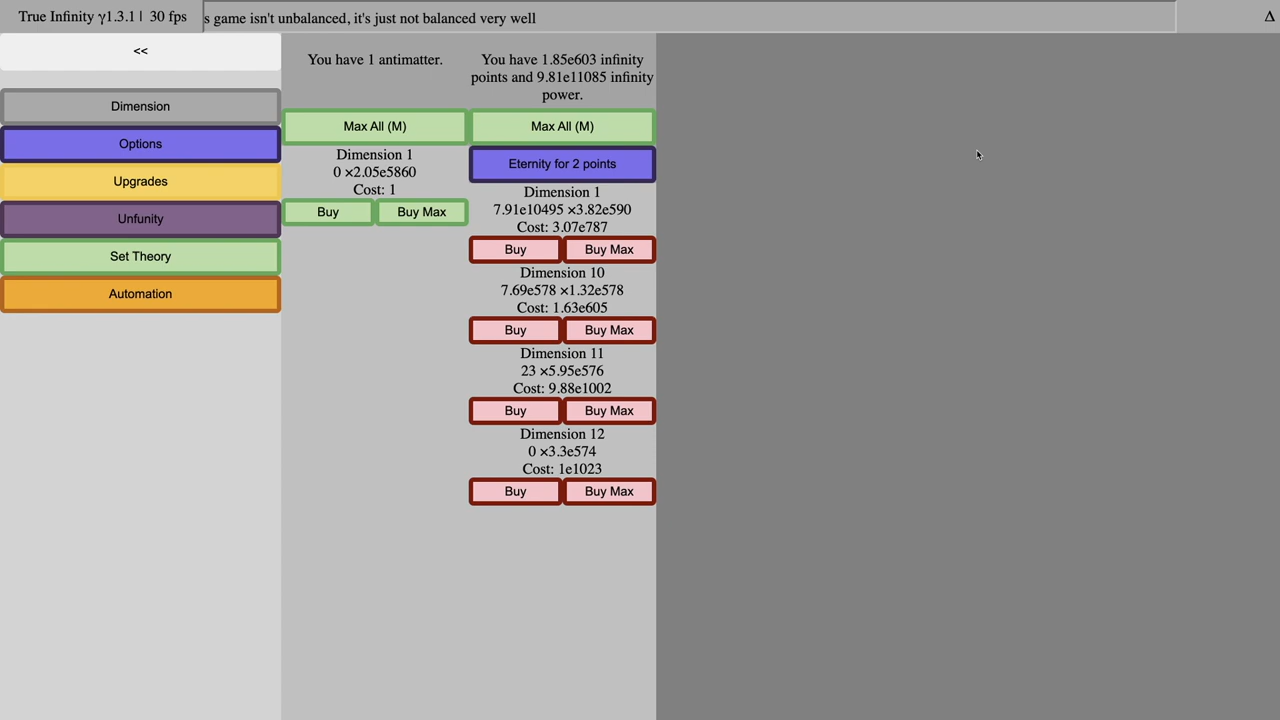 True Infinity γ1.3.1 | 30 fps
s game isn't unbalanced, it's just not balanced very well
Δ
<<
Dimension
Options
Upgrades
Unfunity
Set Theory
Automation
You have 1 antimatter.
Max All (M)
Dimension 1
0 ×2.05e5860
Cost: 1
Buy
Buy Max
You have 1.85e603 infinity
points and 9.81e11085 infinity
power.
Max All (M)
Eternity for 2 points
Dimension 1
7.91e10495 ×3.82e590
Cost: 3.07e787
Buy
Buy Max
Dimension 10
7.69e578 ×1.32e578
Cost: 1.63e605
Buy
Buy Max
Dimension 11
23 ×5.95e576
Cost: 9.88e1002
Buy
Buy Max
Dimension 12
0 ×3.3e574
Cost: 1e1023
Buy
Buy Max